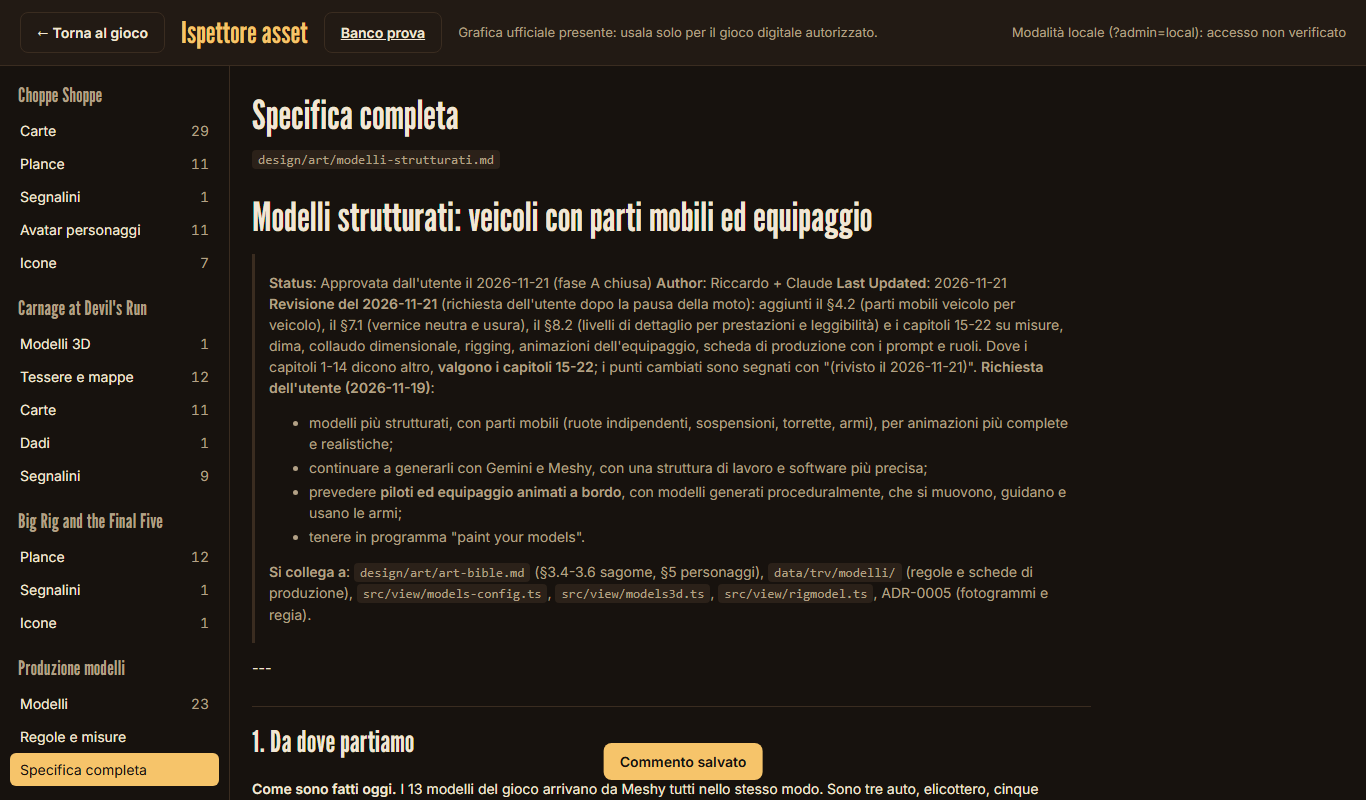 ← Torna al gioco
Ispettore asset
Banco prova
Grafica ufficiale presente: usala solo per il gioco digitale autorizzato.
Modalità locale (?admin=local): accesso non verificato
Choppe Shoppe
Carte 29
Plance 11
Segnalini 1
Avatar personaggi 11
Icone 7
Carnage at Devil's Run
Modelli 3D 1
Tessere e mappe 12
Carte 11
Dadi 1
Segnalini 9
Big Rig and the Final Five
Plance 12
Segnalini 1
Icone 1
Produzione modelli
Modelli 23
Regole e misure
Specifica completa
Specifica completa
design/art/modelli-strutturati.md
Modelli strutturati: veicoli con parti mobili ed equipaggio
Status: Approvata dall'utente il 2026-11-21 (fase A chiusa) Author: Riccardo + Claude Last Updated: 2026-11-21
Revisione del 2026-11-21 (richiesta dell'utente dopo la pausa della moto): aggiunti il §4.2 (parti mobili veicolo per
veicolo), il §7.1 (vernice neutra e usura), il §8.2 (livelli di dettaglio per prestazioni e leggibilità) e i capitoli 15-22 su misure,
dima, collaudo dimensionale, rigging, animazioni dell'equipaggio, scheda di produzione con i prompt e ruoli. Dove i
capitoli 1-14 dicono altro, valgono i capitoli 15-22; i punti cambiati sono segnati con "(rivisto il 2026-11-21)". Richiesta
dell'utente (2026-11-19):
• modelli più strutturati, con parti mobili (ruote indipendenti, sospensioni, torrette, armi), per animazioni più complete
e realistiche;
• continuare a generarli con Gemini e Meshy, con una struttura di lavoro e software più precisa;
• prevedere piloti ed equipaggio animati a bordo, con modelli generati proceduralmente, che si muovono, guidano e
usano le armi;
• tenere in programma "paint your models".
Si collega a: design/art/art-bible.md (§3.4-3.6 sagome, §5 personaggi), data/trv/modelli/ (regole e schede di
produzione), src/view/models-config.ts, src/view/models3d.ts, src/view/rigmodel.ts, ADR-0005 (fotogrammi e
regia).
---
1. Da dove partiamo
Commento salvato
Come sono fatti oggi. I 13 modelli del gioco arrivano da Meshy tutti nello stesso modo. Sono tre auto, elicottero, cinque